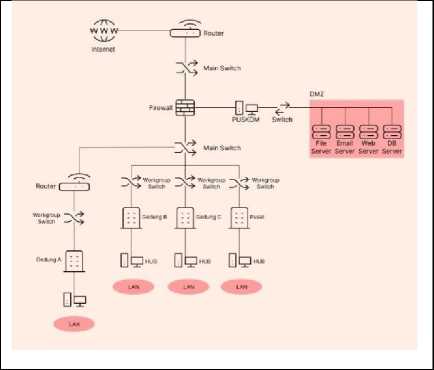 WWW
Internet
Router
Main Switch
DMZ
Firewall
PUSKOM
Switch
File Server
Email Server
Web Server
DB Server
Main Switch
Router
Workgroup Switch
Workgroup Switch
Workgroup Switch
Workgroup Switch
Gedung B
Gedung C
Pusat
Gedung A
HUB
HUB
HUB
LAN
LAN
LAN
LAN